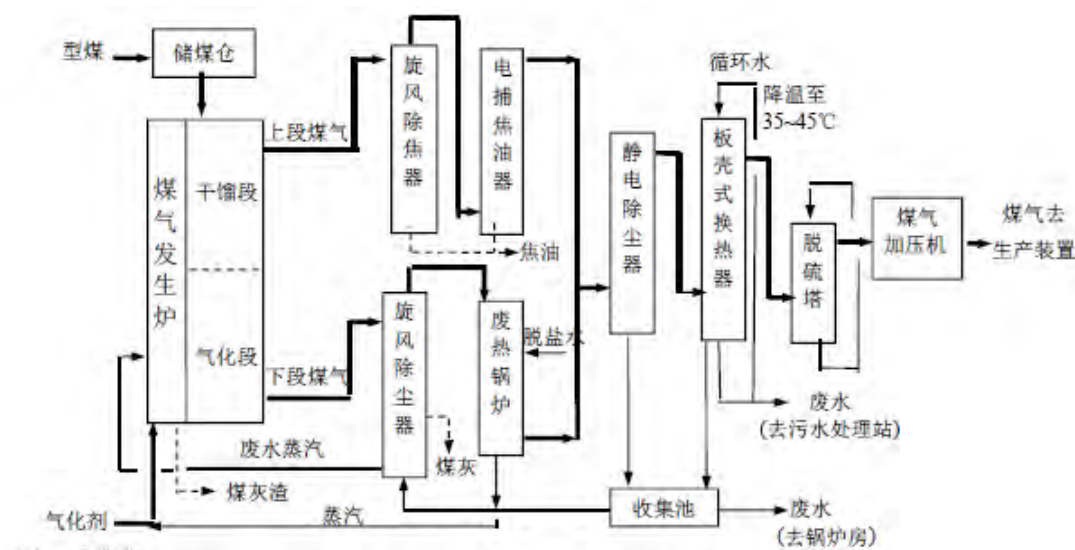 型煤
储煤仓
煤气发生炉
干馏段
气化段
上段煤气
下段煤气
旋风除焦器
电捕焦油器
焦油
旋风除尘器
废热锅炉
脱盐水
煤灰
废水蒸汽
煤灰渣
气化剂
蒸汽
静电除尘器
循环水
降温至
35~45℃
板壳式换热器
脱硫塔
煤气
加压机
煤气去
生产装置
废水
(去污水处理站)
收集池
废水
(去锅炉房)